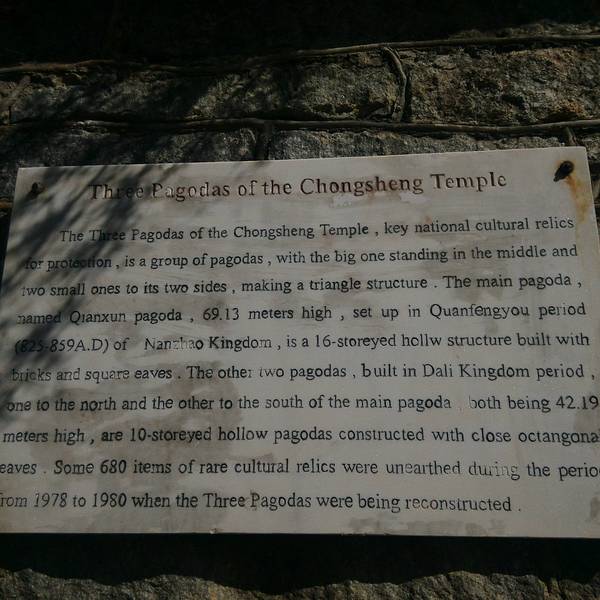 Three Pagodas of the Chongsheng Temple
The Three Pagodas of the Chongsheng Temple , key national cultural relics
for protection , is a group of pagodas , with the big one standing in the middle and
two small ones to its two sides , making a triangle structure . The main pagoda ,
named Qianxun pagoda , 69.13 meters high , set up in Quanfengyou period
(825-859A.D) of Nanzhao Kingdom , is a 16-storeyed hollw structure built with
bricks and square eaves . The other two pagodas , built in Dali Kingdom period ,
one to the north and the other to the south of the main pagoda , both being 42.19
meters high , are 10-storeyed hollow pagodas constructed with close octangonal
eaves . Some 680 items of rare cultural relics were unearthed during the period
from 1978 to 1980 when the Three Pagodas were being reconstructed .